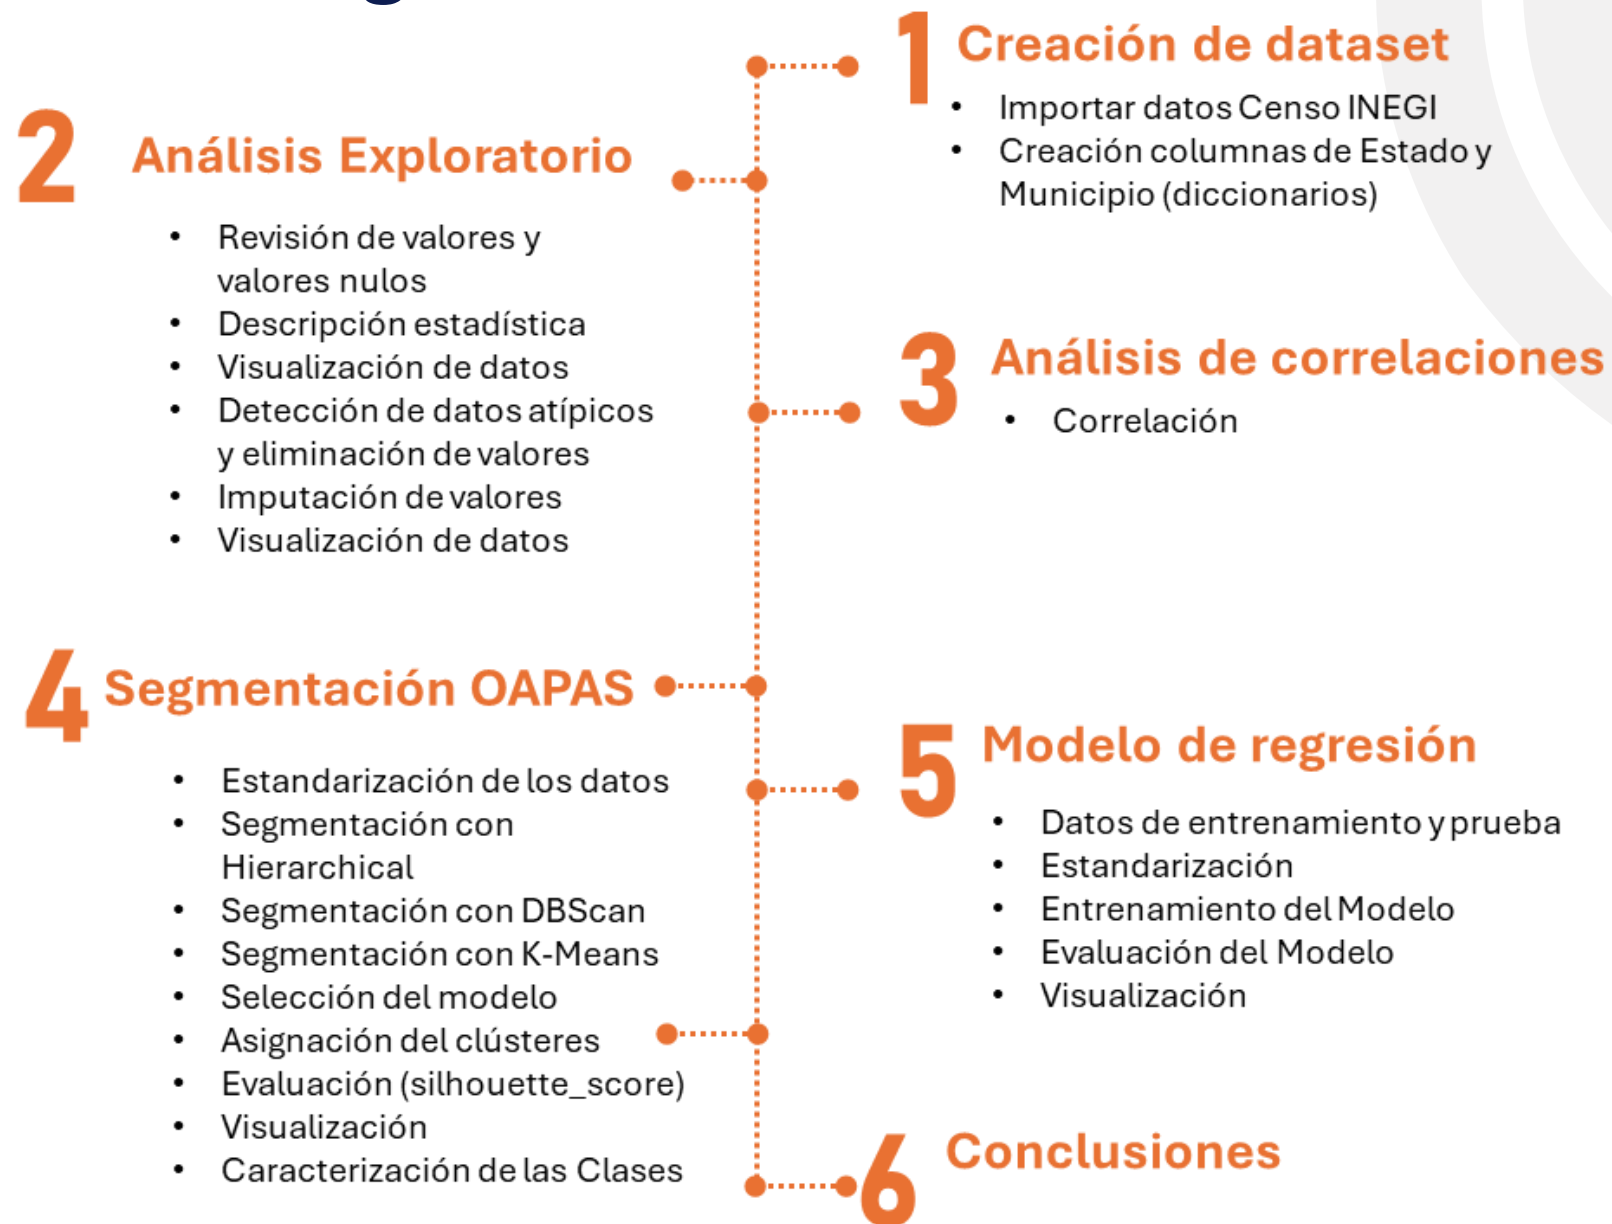 1 Creación de dataset
• Importar datos Censo INEGI
• Creación columnas de Estado y
Municipio (diccionarios)
2 Análisis Exploratorio
• Revisión de valores y
valores nulos
• Descripción estadística
• Visualización de datos
• Detección de datos atípicos
y eliminación de valores
• Imputación de valores
• Visualización de datos
3 Análisis de correlaciones
• Correlación
4 Segmentación OAPAS
• Estandarización de los datos
• Segmentación con
Hierarchical
• Segmentación con DBScan
• Segmentación con K-Means
• Selección del modelo
• Asignación del clústeres
• Evaluación (silhouette_score)
• Visualización
• Caracterización de las Clases
5 Modelo de regresión
• Datos de entrenamiento y prueba
• Estandarización
• Entrenamiento del Modelo
• Evaluación del Modelo
• Visualización
6 Conclusiones